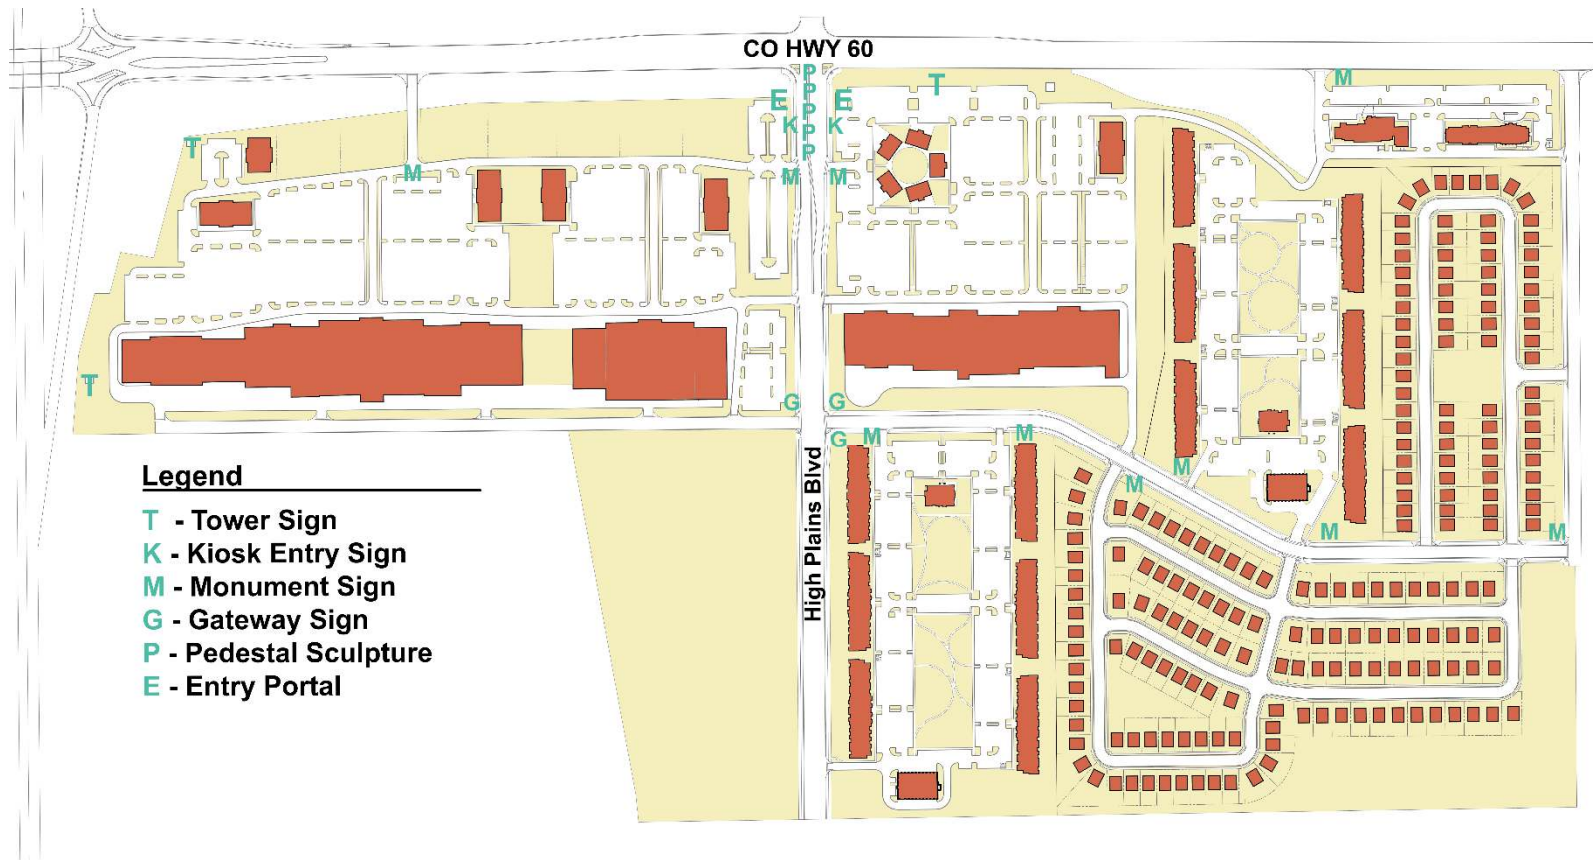 CO HWY 60
P
M
T
E
P
E
P
K
P
K
T
P
M
M
M
T
G
G
G
M
M
High Plains Blvd
M
M
M
M
Legend
T - Tower Sign
K - Kiosk Entry Sign
M - Monument Sign
G - Gateway Sign
P - Pedestal Sculpture
E - Entry Portal